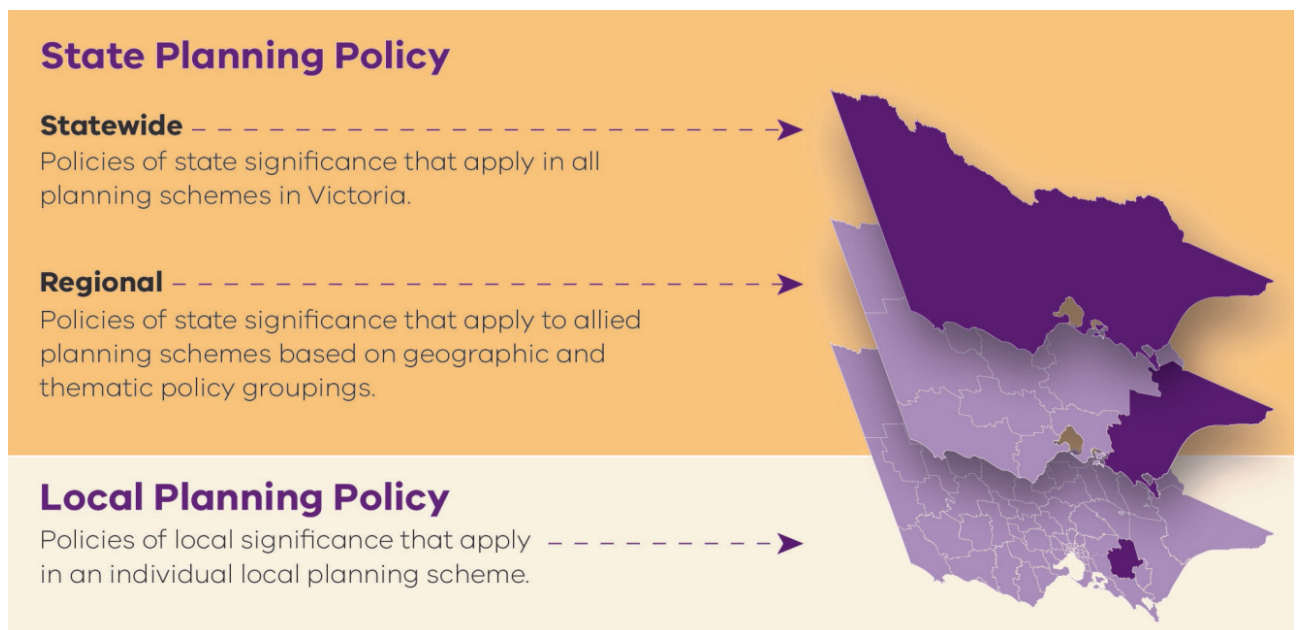 State Planning Policy
Statewide
Policies of state significance that apply in all
planning schemes in Victoria.
Regional
Policies of state significance that apply to allied
planning schemes based on geographic and
thematic policy groupings.
Local Planning Policy
Policies of local significance that apply
in an individual local planning scheme.